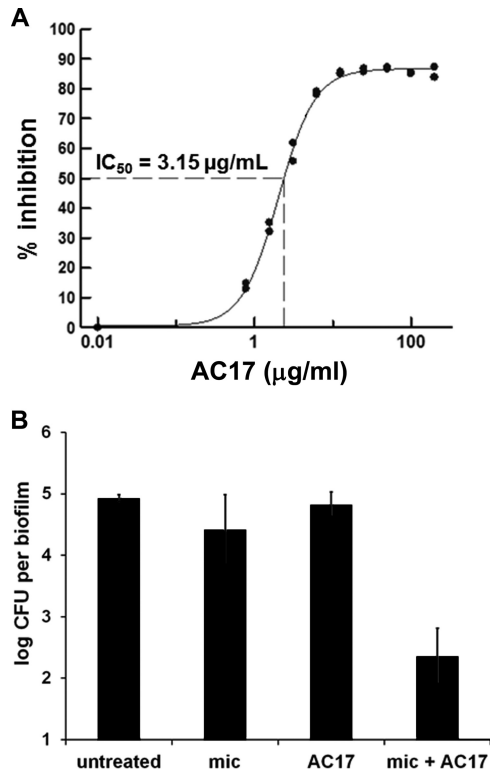 A
100
90
80
70
60
50
40
30
20
10
0
% inhibition
IC50 = 3.15 µg/mL
0.01 1 100
AC17 (µg/ml)
B
6
5
4
3
2
1
log CFU per biofilm
untreated mic AC17 mic + AC17